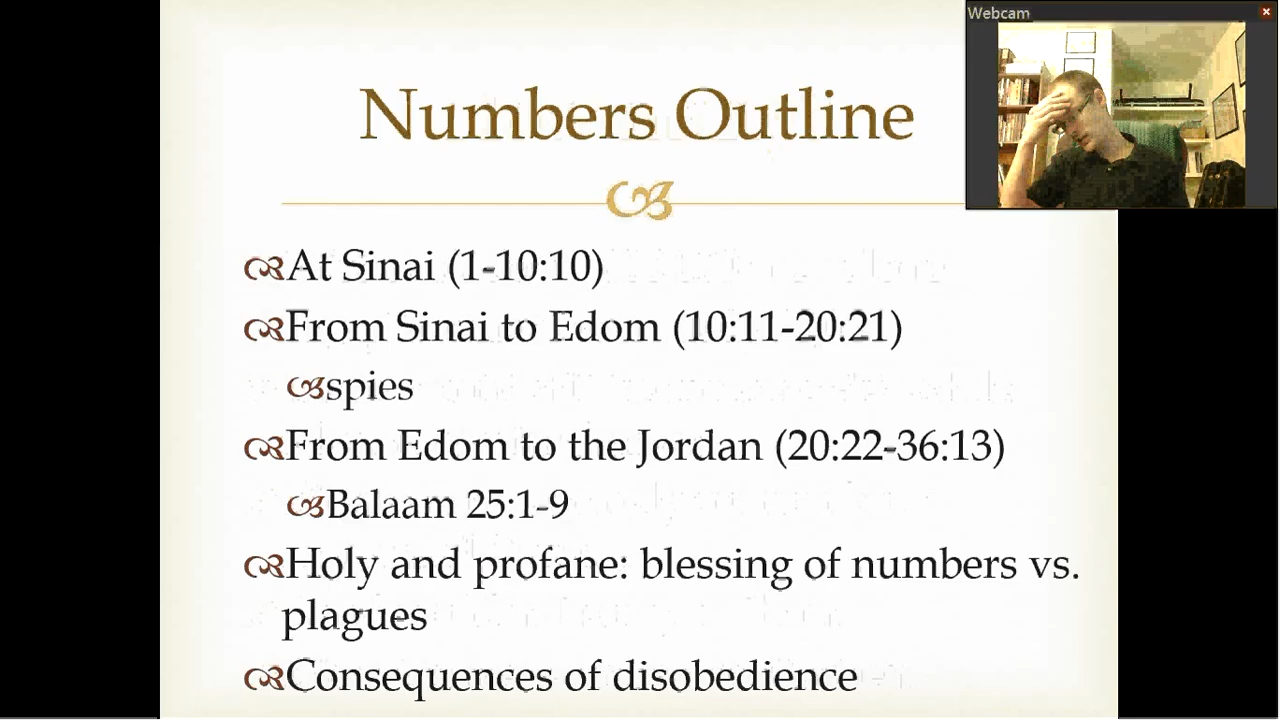 Webcam
Numbers Outline
At Sinai (1-10:10)
From Sinai to Edom (10:11-20:21)
spies
From Edom to the Jordan (20:22-36:13)
Balaam 25:1-9
Holy and profane: blessing of numbers vs.
plagues
Consequences of disobedience